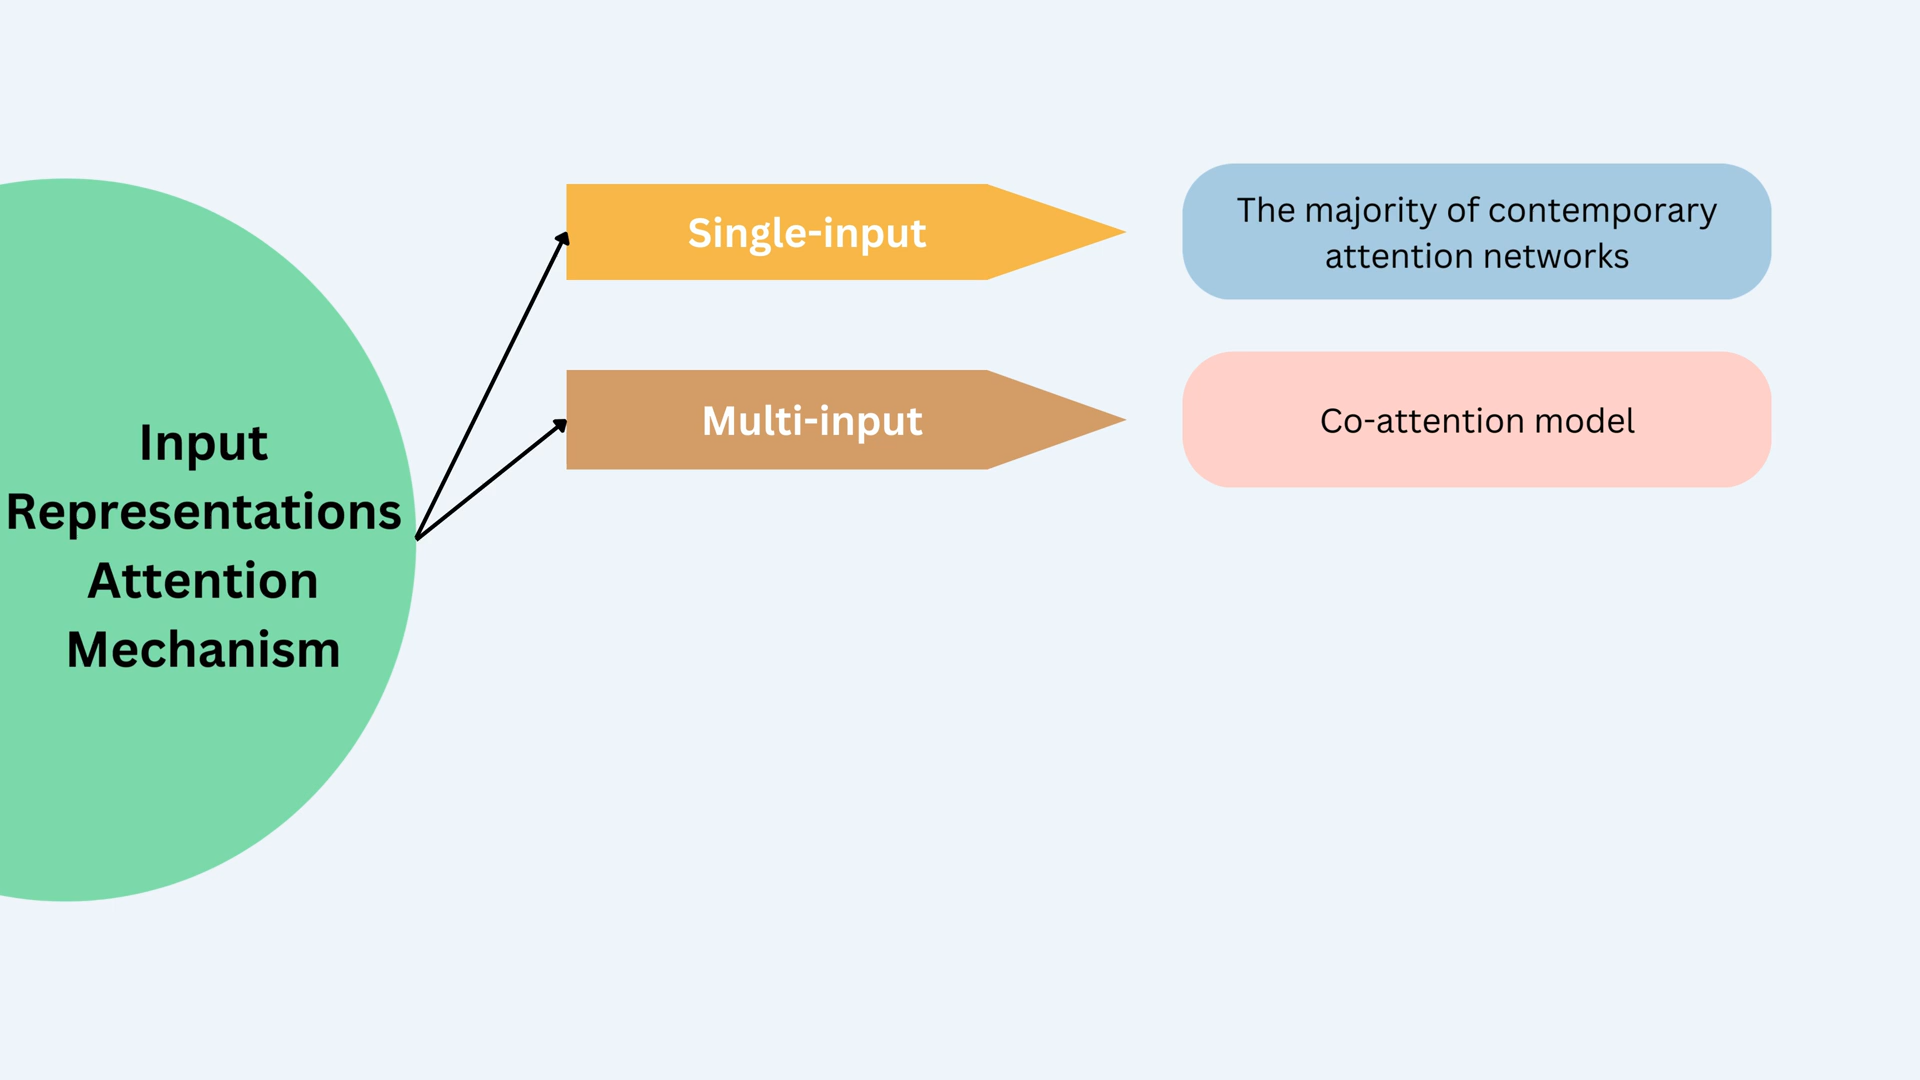 Input
Representations
Attention
Mechanism
Single-input
The majority of contemporary
attention networks
Multi-input
Co-attention model